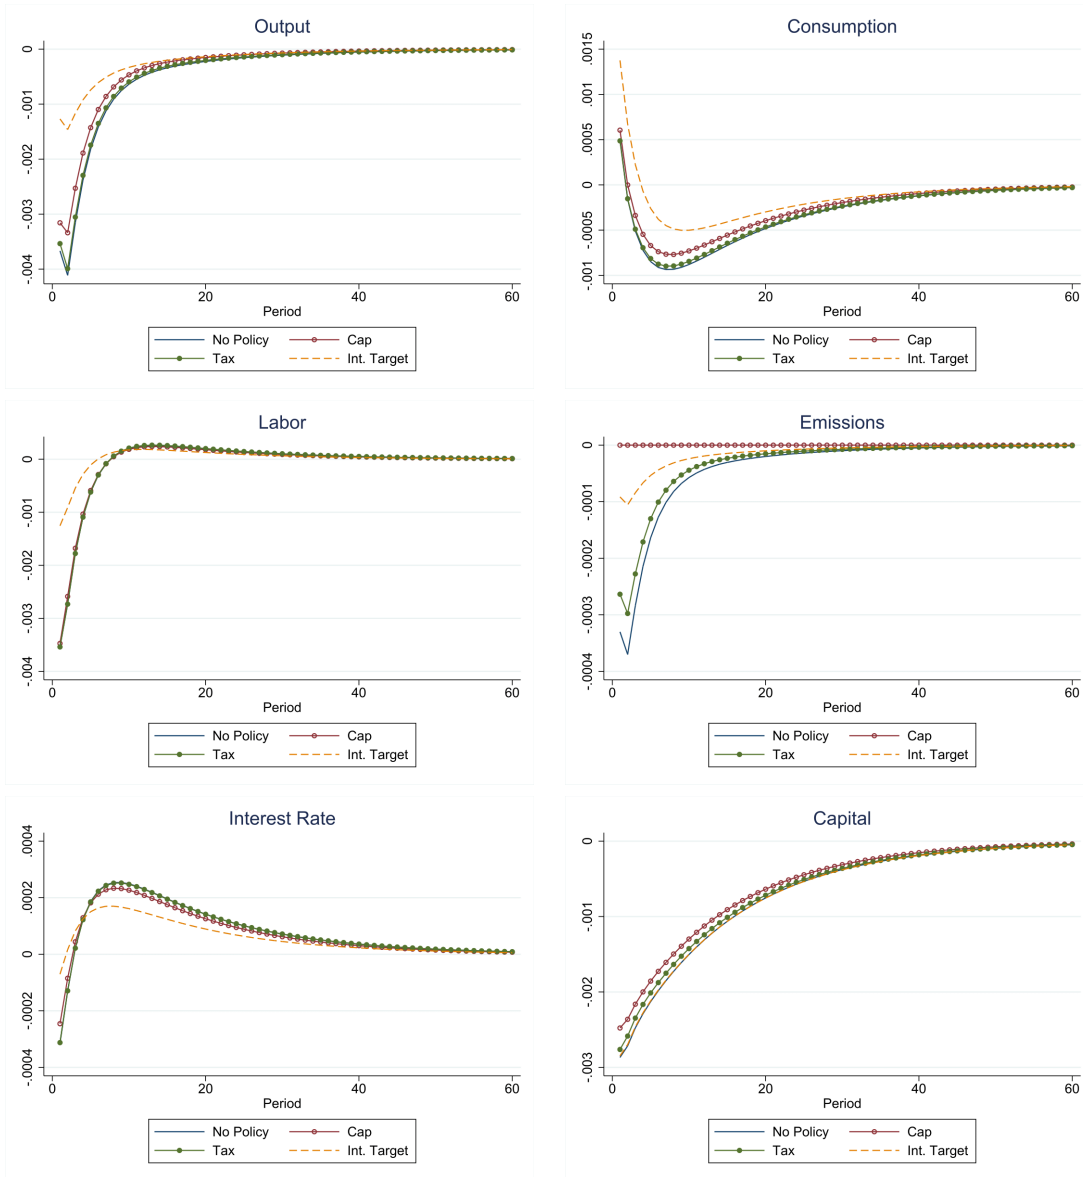 Output
0
-.001
-.002
-.003
-.004
0 20 40 60
Period
No Policy Cap
Tax Int. Target
Consumption
.0015
.001
.0005
0
-.0005
-.001
0 20 40 60
Period
No Policy Cap
Tax Int. Target
Labor
0
-.001
-.002
-.003
-.004
0 20 40 60
Period
No Policy Cap
Tax Int. Target
Emissions
0
-.0001
-.0002
-.0003
-.0004
0 20 40 60
Period
No Policy Cap
Tax Int. Target
Interest Rate
.0004
.0002
0
-.0002
-.0004
0 20 40 60
Period
No Policy Cap
Tax Int. Target
Capital
0
-.001
-.002
-.003
0 20 40 60
Period
No Policy Cap
Tax Int. Target